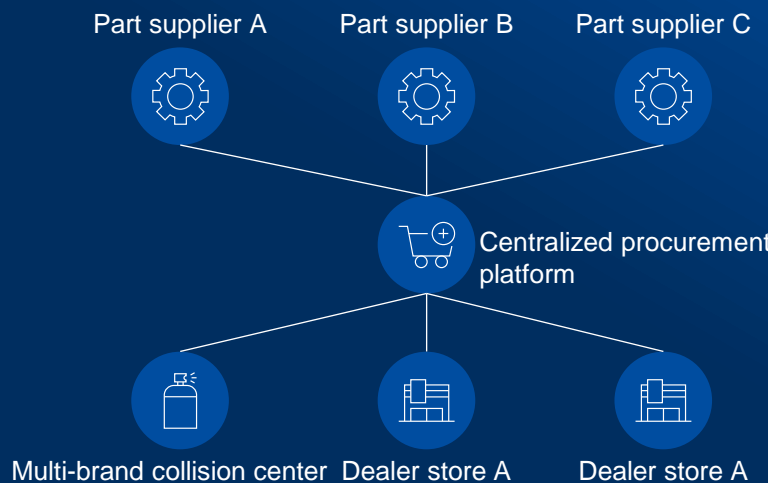 Part supplier A
Part supplier B
Part supplier C
Centralized procurement
platform
Multi-brand collision center
Dealer store A
Dealer store A